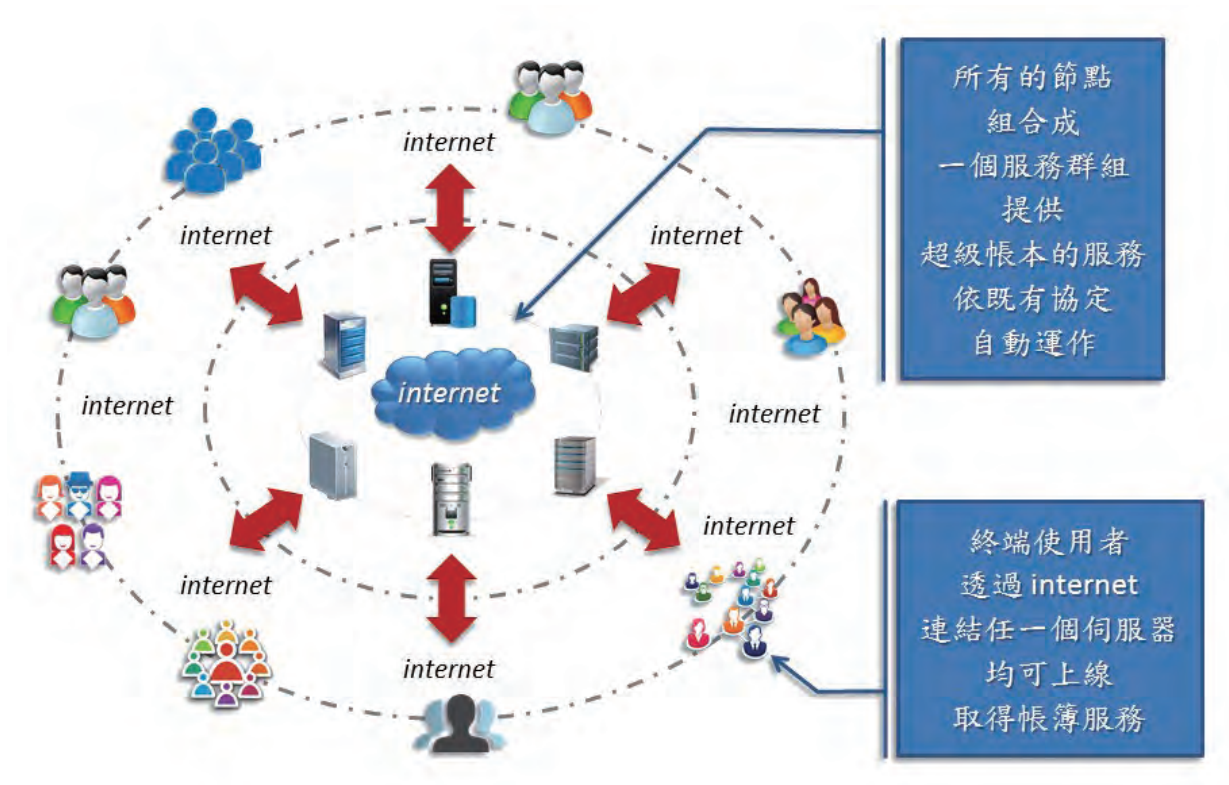 internet
internet
internet
internet
internet
internet
internet
internet
internet
所有的節點
組合成
一個服務群組
提供
超級帳本的服務
依既有協定
自動運作
終端使用者
透過 internet
連結任一個伺服器
均可上線
取得帳簿服務